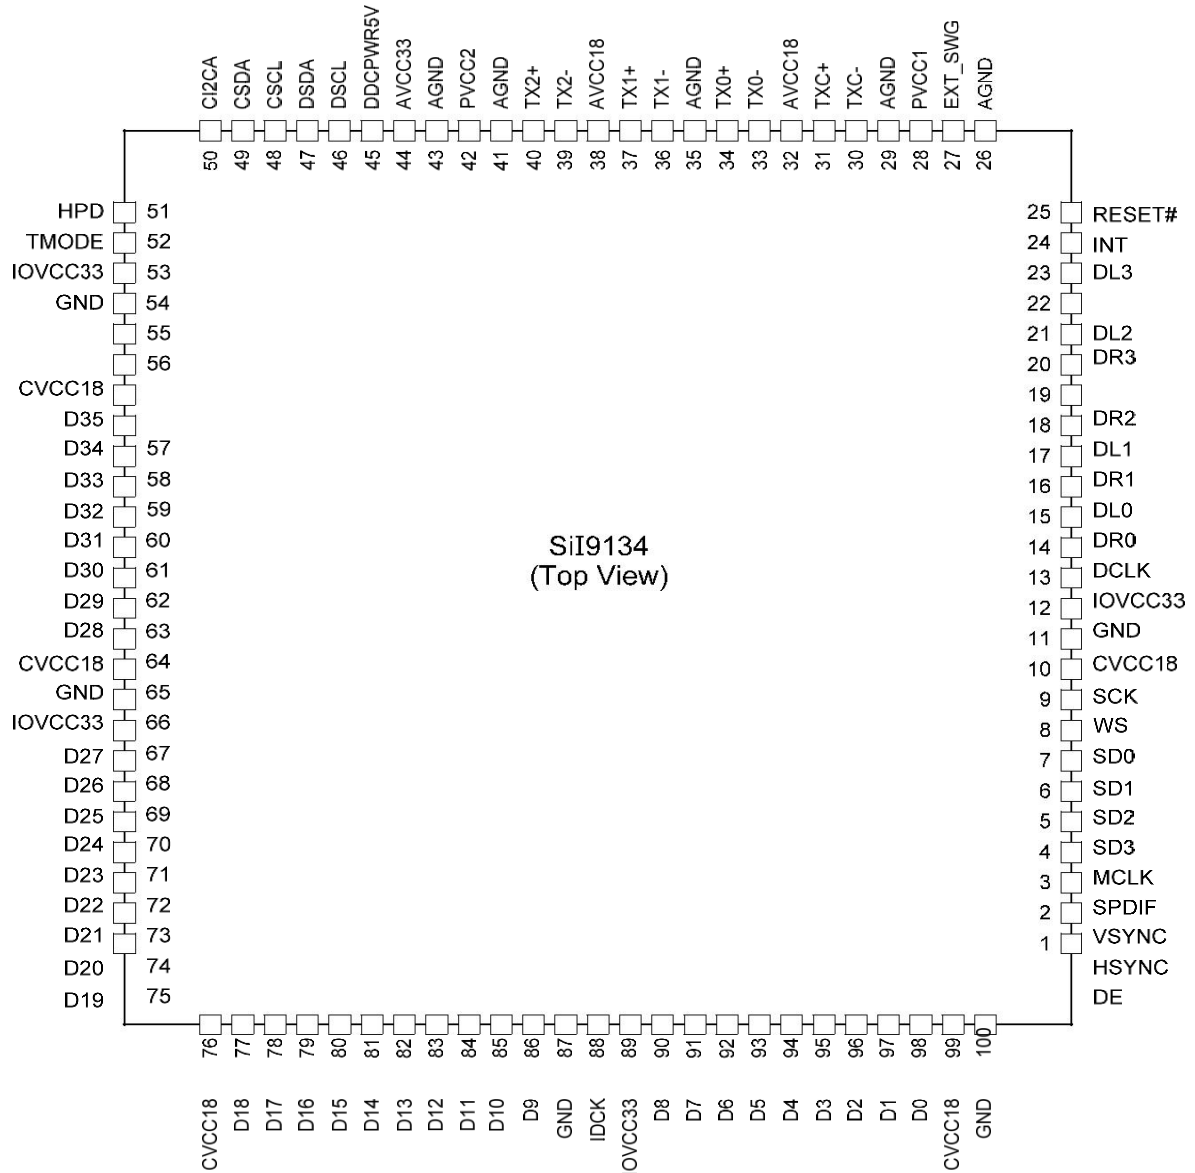 CI2CA CSDA CSCL DSDA DSCL DDCPWR5V AVCC33 AGND PVCC2 AGND TX2+ TX2- AVCC18 TX1+ TX1- AGND TX0+ TX0- AVCC18 TXC+ TXC- AGND PVCC1 EXT_SWG AGND
50 49 48 47 46 45 44 43 42 41 40 39 38 37 36 35 34 33 32 31 30 29 28 27 26
HPD 51
TMODE 52
IOVCC33 53
GND 54
55
56
CVCC18
D35
D34 57
D33 58
D32 59
D31 60
D30 61
D29 62
D28 63
CVCC18 64
GND 65
IOVCC33 66
D27 67
D26 68
D25 69
D24 70
D23 71
D22 72
D21 73
D20 74
D19 75
SiI9134
(Top View)
25 RESET#
24 INT
23 DL3
22
21 DL2
20 DR3
19
18 DR2
17 DL1
16 DR1
15 DL0
14 DR0
13 DCLK
12 IOVCC33
11 GND
10 CVCC18
9 SCK
8 WS
7 SD0
6 SD1
5 SD2
4 SD3
3 MCLK
2 SPDIF
1 VSYNC
HSYNC
DE
76 77 78 79 80 81 82 83 84 85 86 87 88 89 90 91 92 93 94 95 96 97 98 99 100
CVCC18 D18 D17 D16 D15 D14 D13 D12 D11 D10 D9 GND IDCK IOVCC33 D8 D7 D6 D5 D4 D3 D2 D1 D0 CVCC18 GND